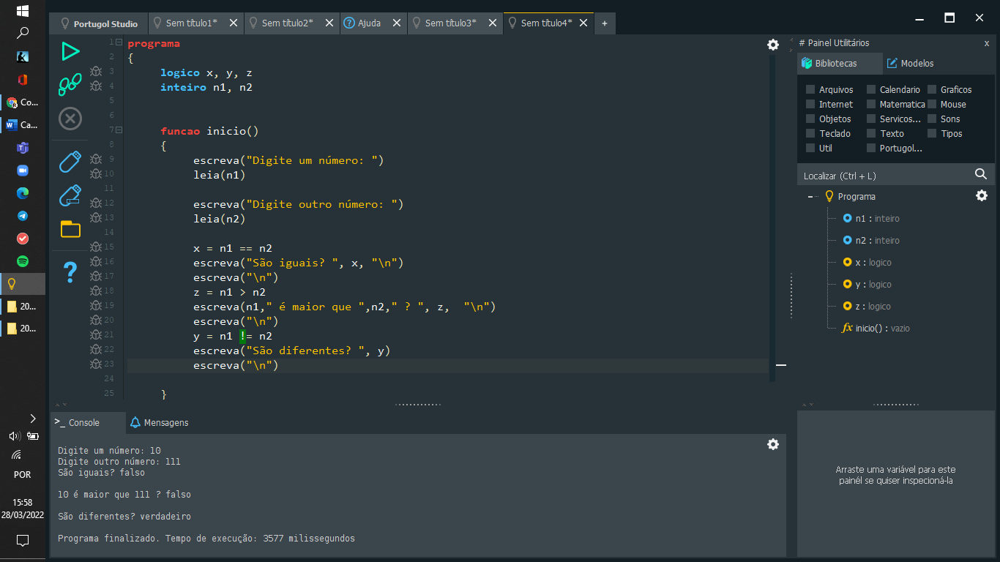 Portugol Studio
Sem título1*
Sem título2*
Ajuda
Sem título3*
Sem título4*
+
1 programa
2 {
3 logico x, y, z
4 inteiro n1, n2
5
6
7 funcao inicio()
8 {
9 escreva("Digite um número: ")
10 leia(n1)
11
12 escreva("Digite outro número: ")
13 leia(n2)
14
15 x = n1 == n2
16 escreva("São iguais? ", x, "\n")
17 escreva("\n")
18 z = n1 > n2
19 escreva(n1," é maior que ",n2," ? ", z,  "\n")
20 escreva("\n")
21 y = n1 != n2
22 escreva("São diferentes? ", y)
23 escreva("\n")
24
25 }
>_ Console
Mensagens
Digite um número: 10
Digite outro número: 111
São iguais? falso
10 é maior que 111 ? falso
São diferentes? verdadeiro
Programa finalizado. Tempo de execução: 3577 milissegundos
# Painel Utilitários x
Bibliotecas Modelos
Arquivos Calendario Graficos
Internet Matematica Mouse
Objetos Servicos... Sons
Teclado Texto Tipos
Util Portugol...
Localizar (Ctrl + L)
Programa
n1 : inteiro
n2 : inteiro
x : logico
y : logico
z : logico
fx inicio() : vazio
Arraste uma variável para este
painél se quiser inspecioná-la
Co...
Ca...
20...
20...
POR
15:58
28/03/2022